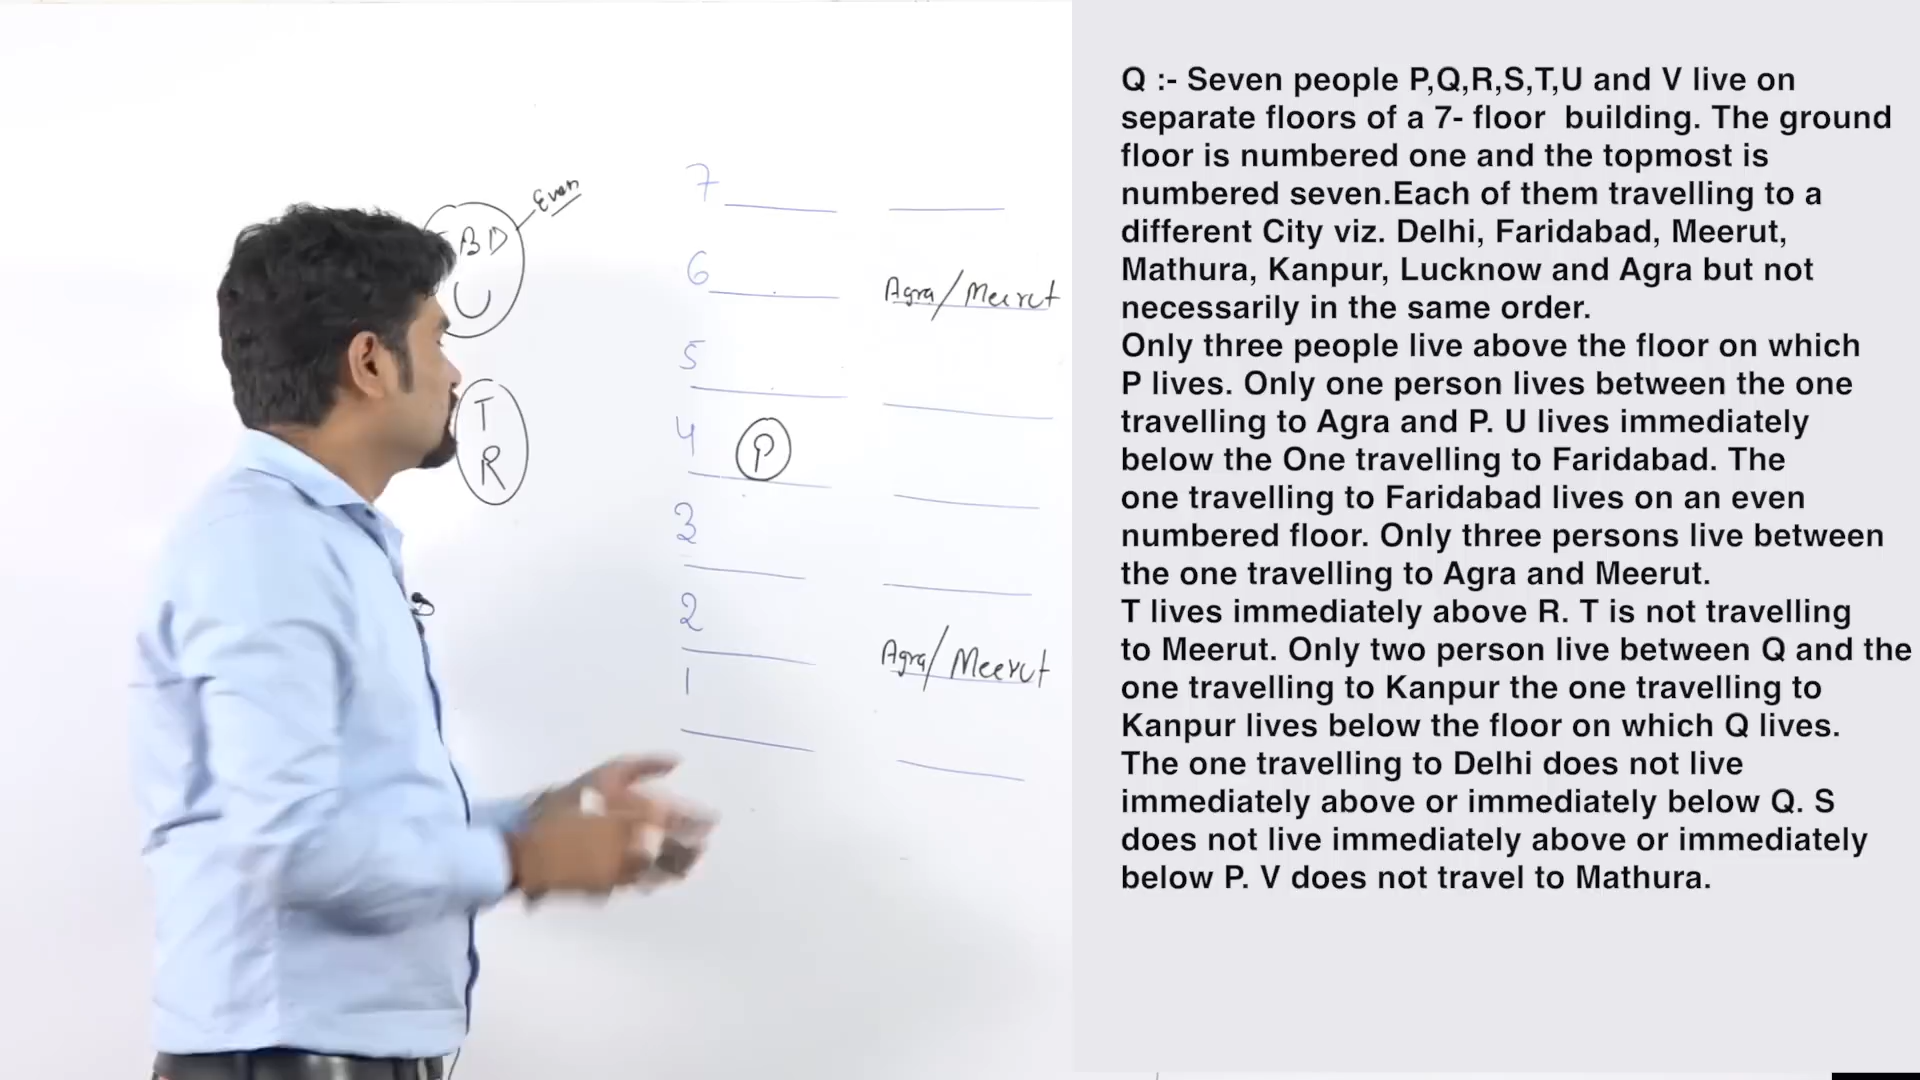 Even
BD
U
T
R
7
6
Agra/Meerut
5
4
P
3
2
Agra/Meerut
1
Q :- Seven people P,Q,R,S,T,U and V live on
separate floors of a 7- floor building. The ground
floor is numbered one and the topmost is
numbered seven.Each of them travelling to a
different City viz. Delhi, Faridabad, Meerut,
Mathura, Kanpur, Lucknow and Agra but not
necessarily in the same order.
Only three people live above the floor on which
P lives. Only one person lives between the one
travelling to Agra and P. U lives immediately
below the One travelling to Faridabad. The
one travelling to Faridabad lives on an even
numbered floor. Only three persons live between
the one travelling to Agra and Meerut.
T lives immediately above R. T is not travelling
to Meerut. Only two person live between Q and the
one travelling to Kanpur the one travelling to
Kanpur lives below the floor on which Q lives.
The one travelling to Delhi does not live
immediately above or immediately below Q. S
does not live immediately above or immediately
below P. V does not travel to Mathura.